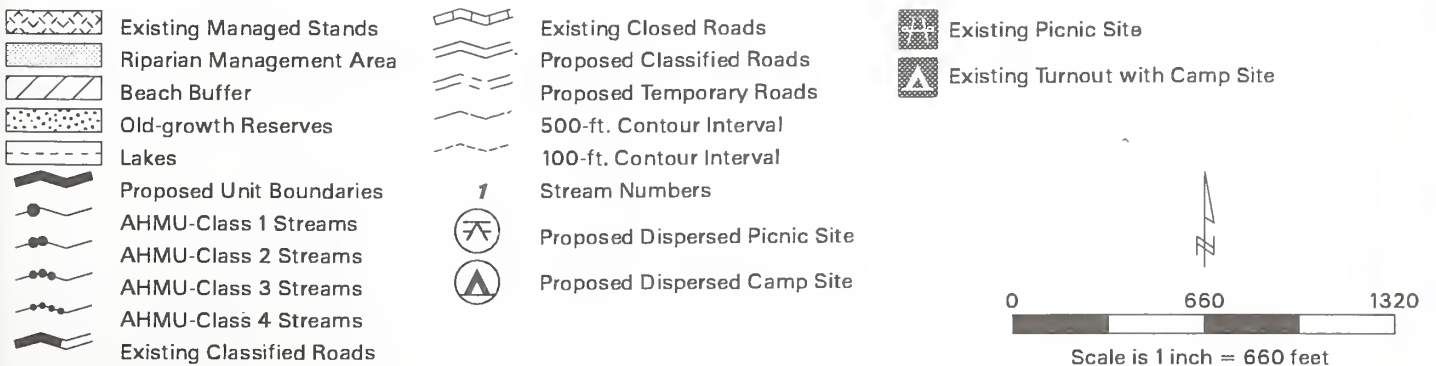 Existing Managed Stands
Riparian Management Area
Beach Buffer
Old-growth Reserves
Lakes
Proposed Unit Boundaries
AHMU-Class 1 Streams
AHMU-Class 2 Streams
AHMU-Class 3 Streams
AHMU-Class 4 Streams
Existing Classified Roads
Existing Closed Roads
Proposed Classified Roads
Proposed Temporary Roads
500-ft. Contour Interval
100-ft. Contour Interval
1 Stream Numbers
Proposed Dispersed Picnic Site
Proposed Dispersed Camp Site
Existing Picnic Site
Existing Turnout with Camp Site
N
0 660 1320
Scale is 1 inch = 660 feet